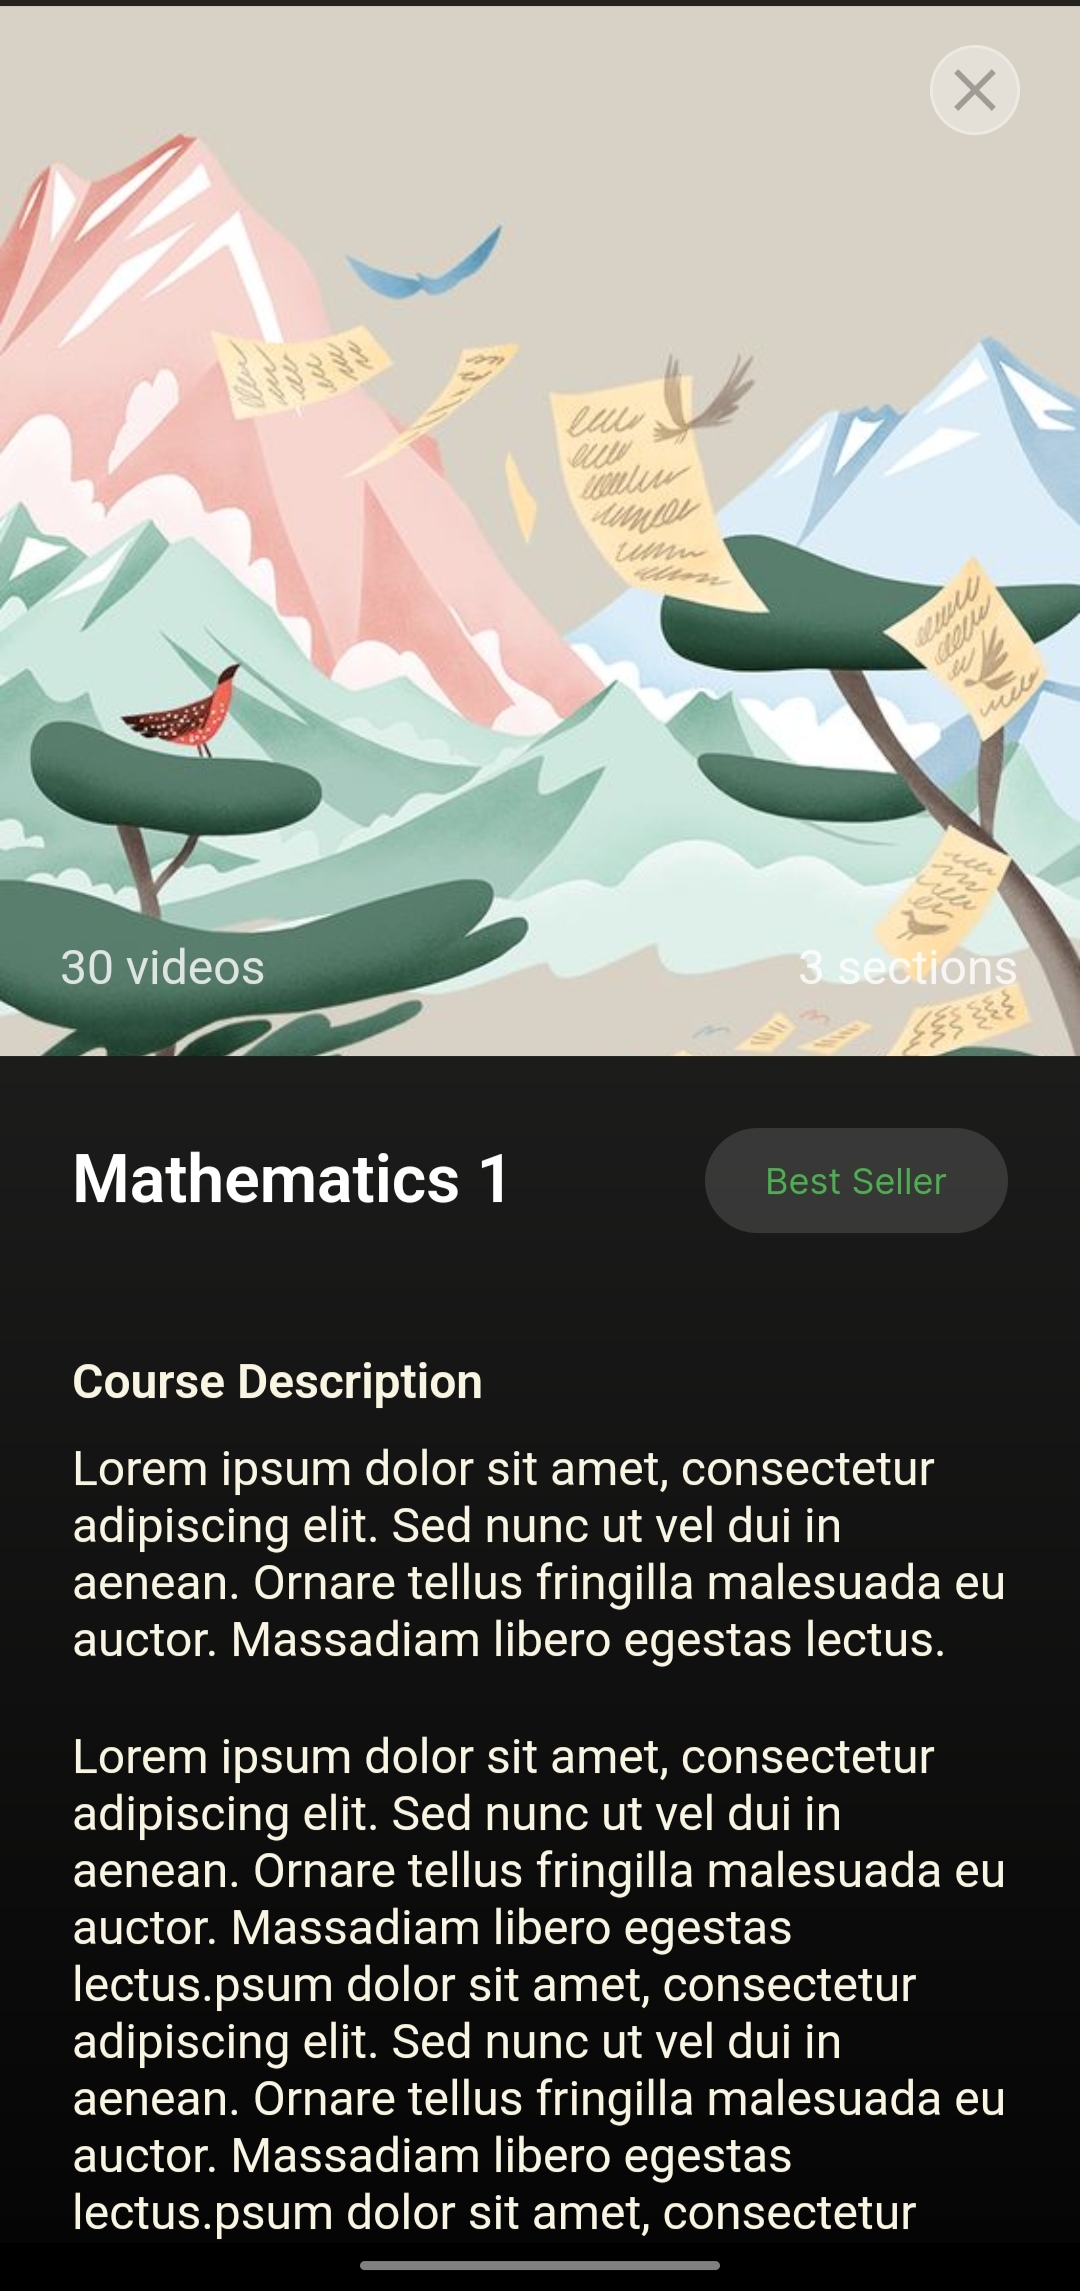 30 videos
3 sections
Mathematics 1
Best Seller
Course Description
Lorem ipsum dolor sit amet, consectetur
adipiscing elit. Sed nunc ut vel dui in
aenean. Ornare tellus fringilla malesuada eu
auctor. Massadiam libero egestas lectus.
Lorem ipsum dolor sit amet, consectetur
adipiscing elit. Sed nunc ut vel dui in
aenean. Ornare tellus fringilla malesuada eu
auctor. Massadiam libero egestas
lectus.psum dolor sit amet, consectetur
adipiscing elit. Sed nunc ut vel dui in
aenean. Ornare tellus fringilla malesuada eu
auctor. Massadiam libero egestas
lectus.psum dolor sit amet, consectetur